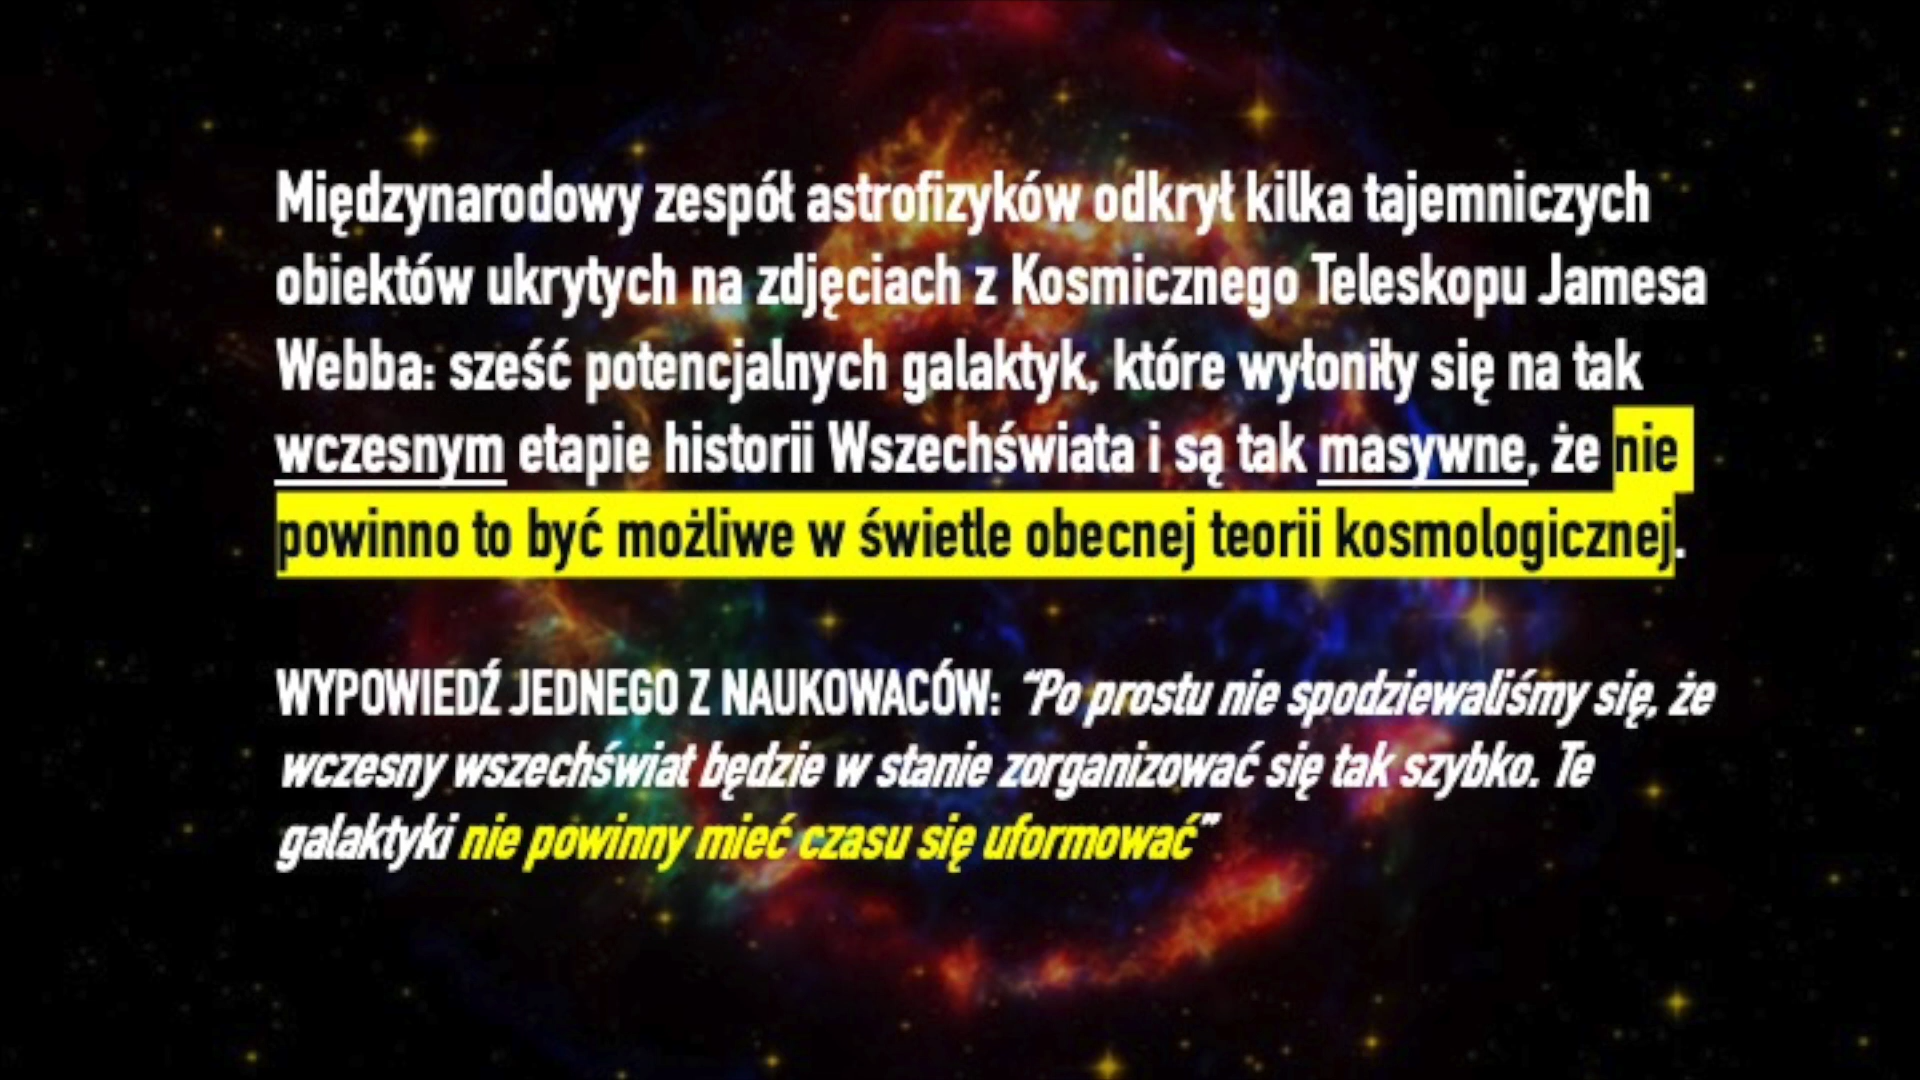 Międzynarodowy zespół astrofizyków odkrył kilka tajemniczych
obiektów ukrytych na zdjęciach z Kosmicznego Teleskopu Jamesa
Webba: sześć potencjalnych galaktyk, które wyłoniły się na tak
wczesnym etapie historii Wszechświata i są tak masywne, że nie
powinno to być możliwe w świetle obecnej teorii kosmologicznej.
WYPOWIEDŹ JEDNEGO Z NAUKOWACÓW: “Po prostu nie spodziewaliśmy się, że
wczesny wszechświat będzie w stanie zorganizować się tak szybko. Te
galaktyki nie powinny mieć czasu się uformować”